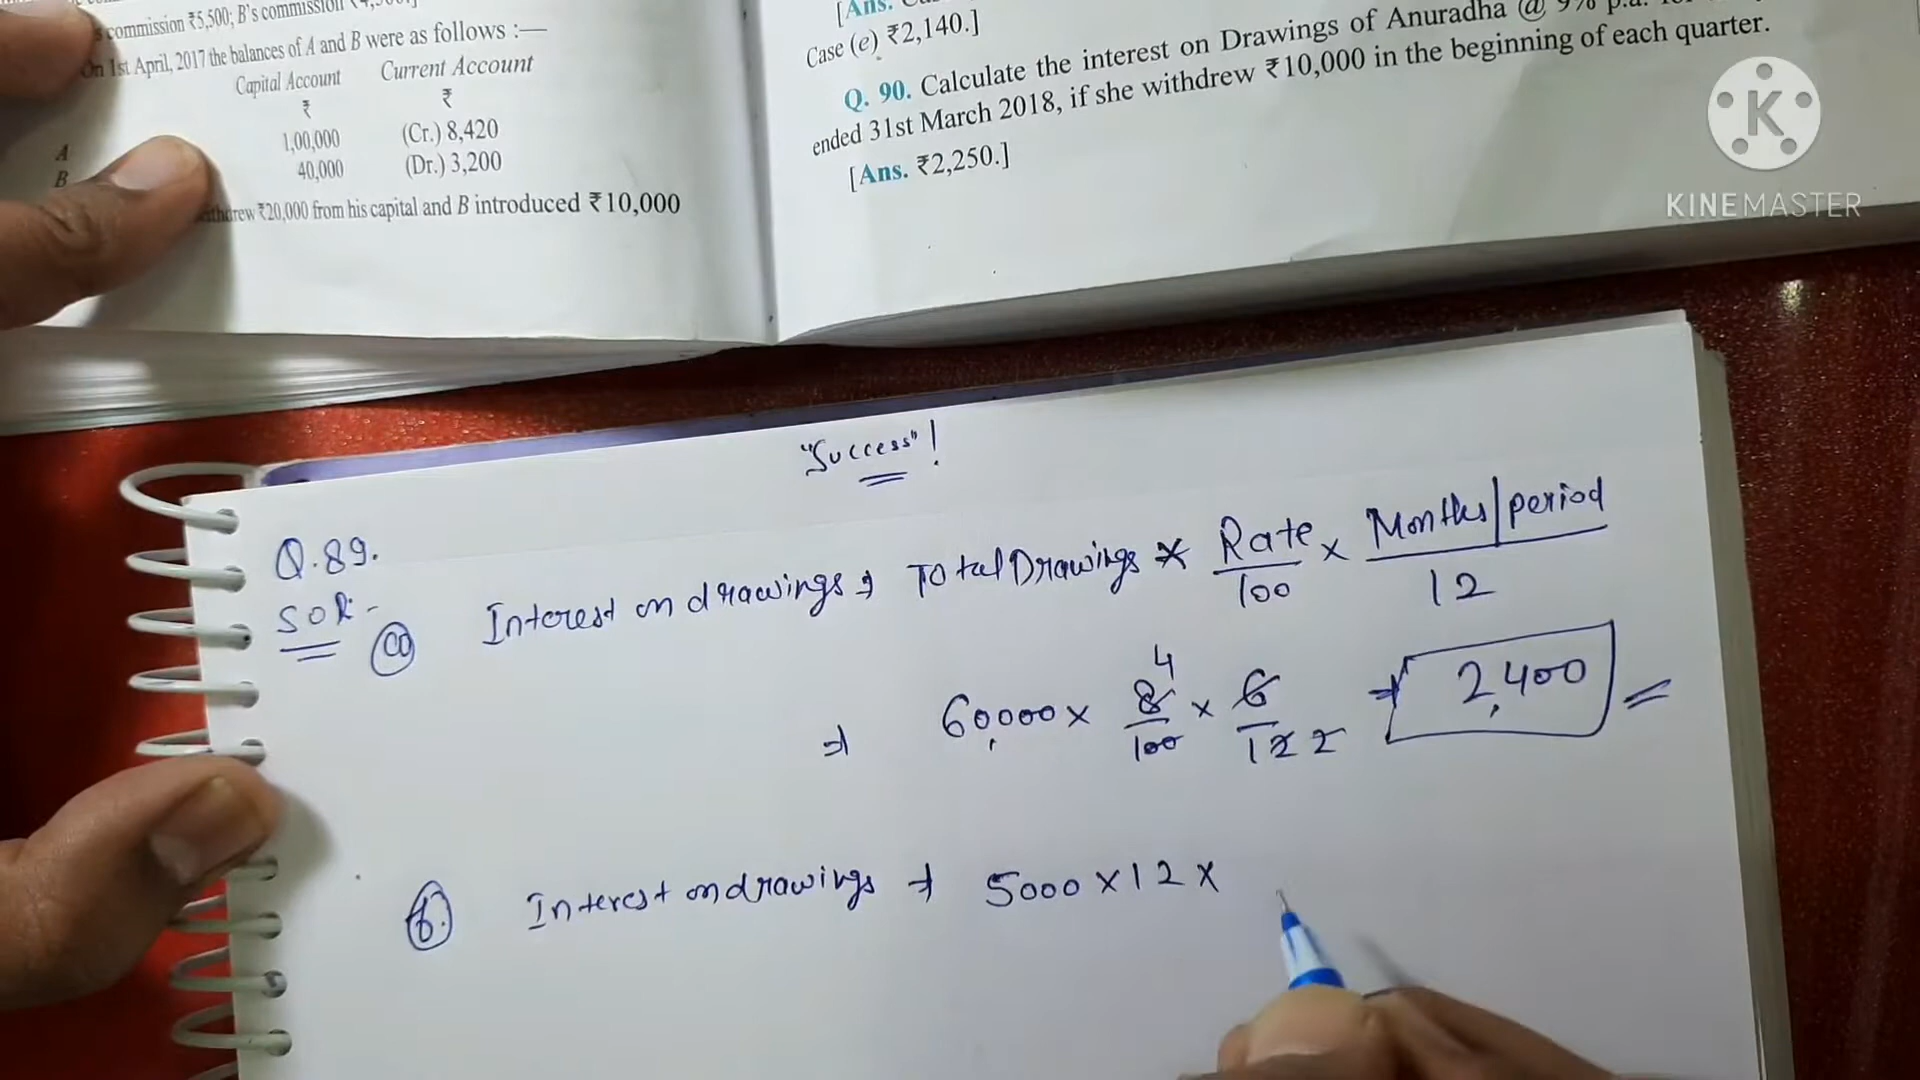 commission ₹5,500; B's commission
On 1st April, 2017 the balances of A and B were as follows :—
Capital Account Current Account
₹ ₹
A 1,00,000 (Cr.) 8,420
B 40,000 (Dr.) 3,200
₹20,000 from his capital and B introduced ₹10,000
[Ans.
Case (e) ₹2,140.]
Q. 90. Calculate the interest on Drawings of Anuradha @ 9% p.a.
ended 31st March 2018, if she withdrew ₹10,000 in the beginning of each quarter.
[Ans. ₹2,250.]
K
KINEMASTER
"Success"!
Q.89.
Sol:-
(a) Interest on drawings → Total Drawings × Rate/100 × Months/period/12
→ 60,000 × 8/100 4 × 6/12 2 → 2,400
(b.) Interest on drawings → 5000 × 12 ×